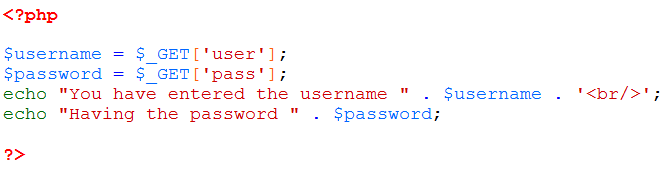 <?php
$username = $_GET['user'];
$password = $_GET['pass'];
echo "You have entered the username " . $username . '<br/>';
echo "Having the password " . $password;
?>